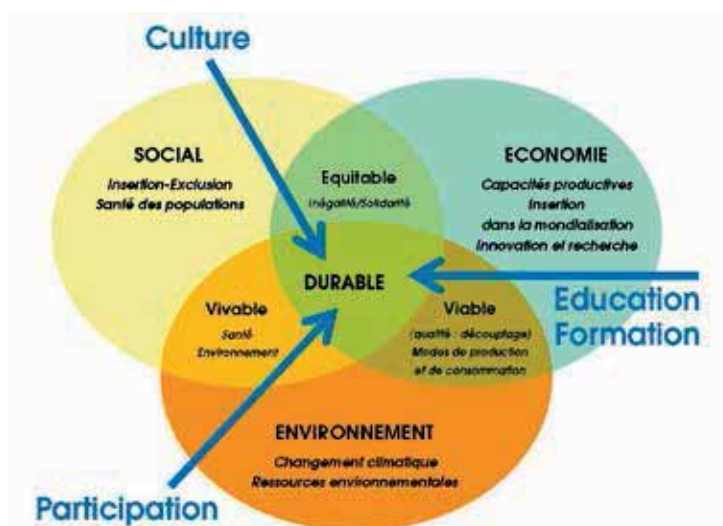 Culture
SOCIAL
Insertion-Exclusion
Santé des populations
Equitable
Inégalité/Solidarité
ECONOMIE
Capacités productives
Insertion
dans la mondialisation
Innovation et recherche
DURABLE
Vivable
Santé
Environnement
Viable
(qualité : découplage)
Modes de production
et de consommation
Education
Formation
ENVIRONNEMENT
Changement climatique
Ressources environnementales
Participation